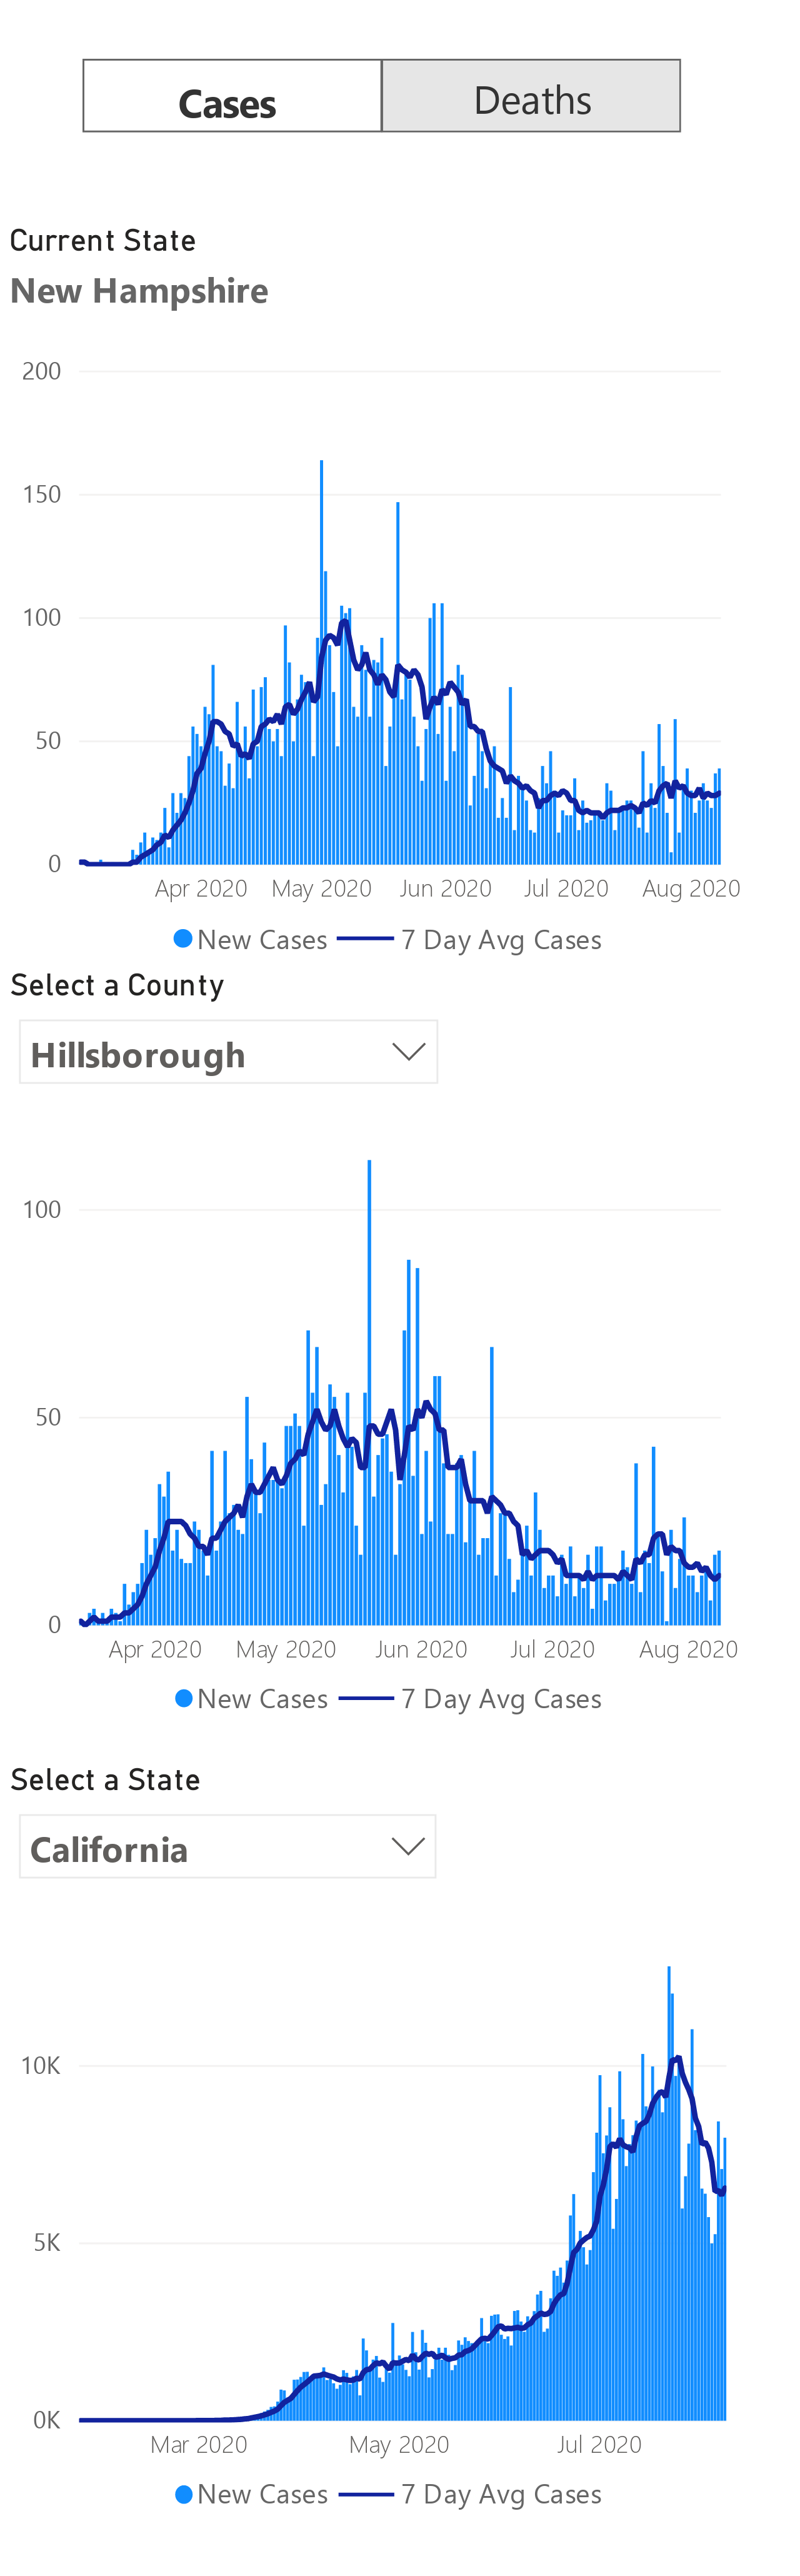 Cases Deaths
Current State
New Hampshire
200
150
100
50
0
Apr 2020 May 2020 Jun 2020 Jul 2020 Aug 2020
New Cases 7 Day Avg Cases
Select a County
Hillsborough
100
50
0
Apr 2020 May 2020 Jun 2020 Jul 2020 Aug 2020
New Cases 7 Day Avg Cases
Select a State
California
10K
5K
0K
Mar 2020 May 2020 Jul 2020
New Cases 7 Day Avg Cases